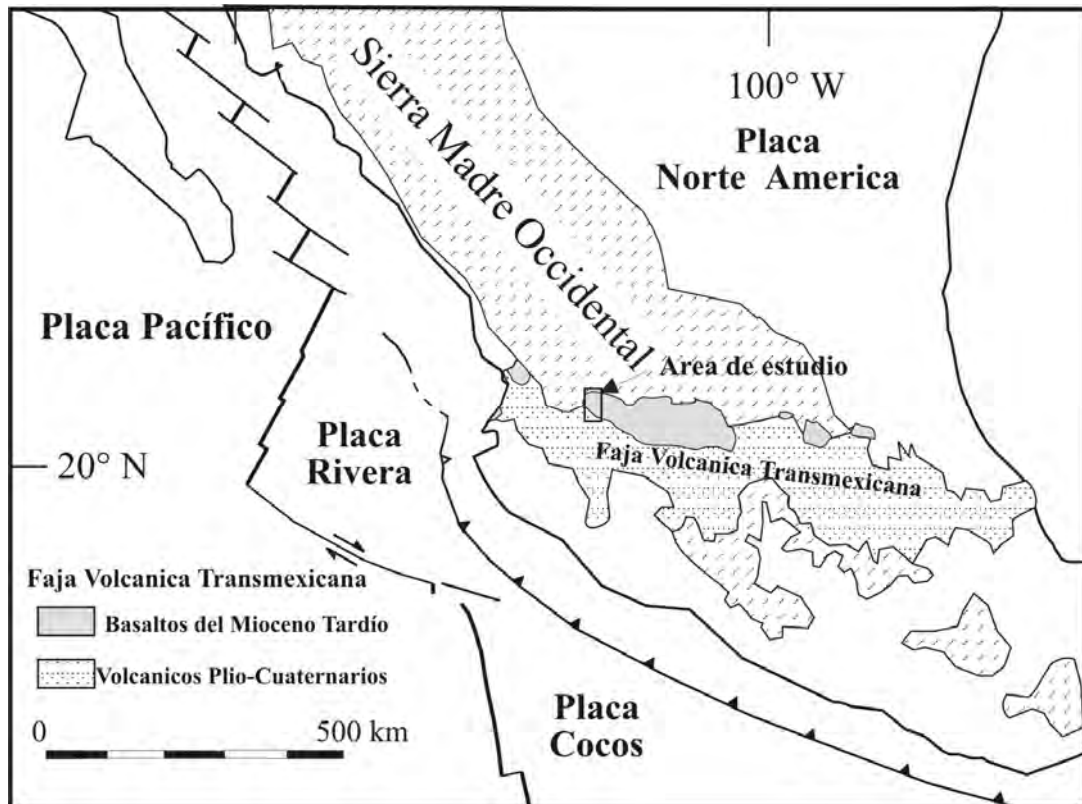 Sierra Madre Occidental
100° W
Placa
Norte America
Placa Pacífico
Area de estudio
Placa
Rivera
20° N
Faja Volcanica Transmexicana
Faja Volcanica Transmexicana
Basaltos del Mioceno Tardío
Volcanicos Plio-Cuaternarios
Placa
Cocos
0 500 km